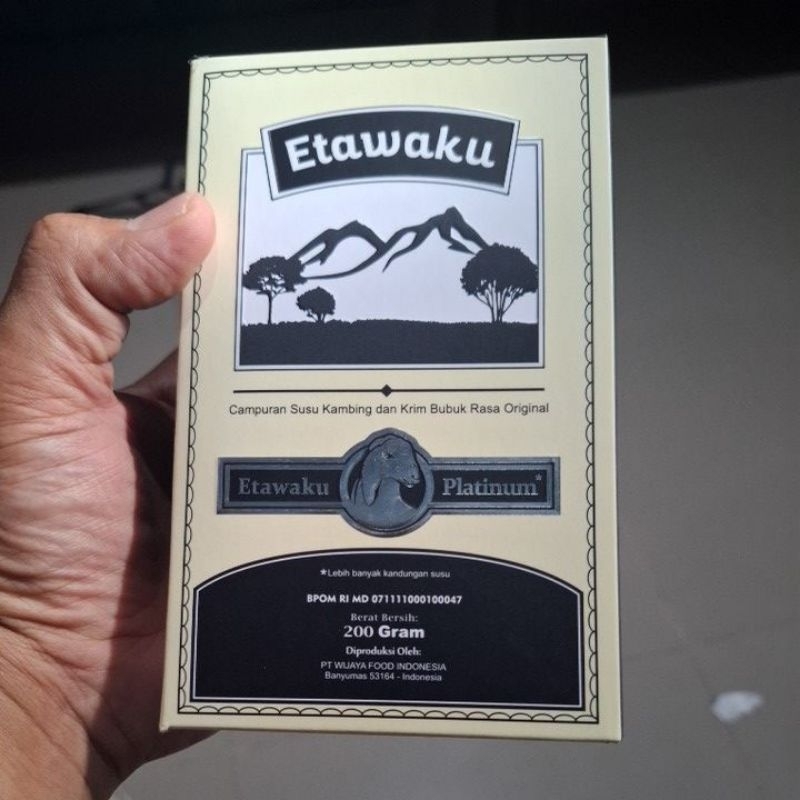 Etawaku
Campuran Susu Kambing dan Krim Bubuk Rasa Original
Etawaku Platinum*
*Lebih banyak kandungan susu
BPOM RI MD 071111000100047
Berat Bersih:
200 Gram
Diproduksi Oleh:
PT WIJAYA FOOD INDONESIA
Banyumas 53164 - Indonesia